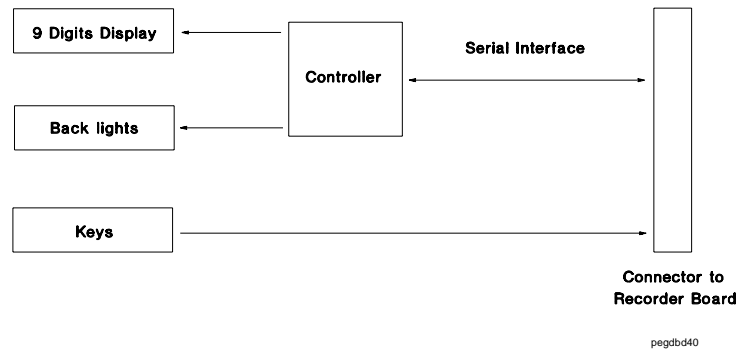 9 Digits Display
Serial Interface
Controller
Back lights
Keys
Connector to
Recorder Board
pegdbd40